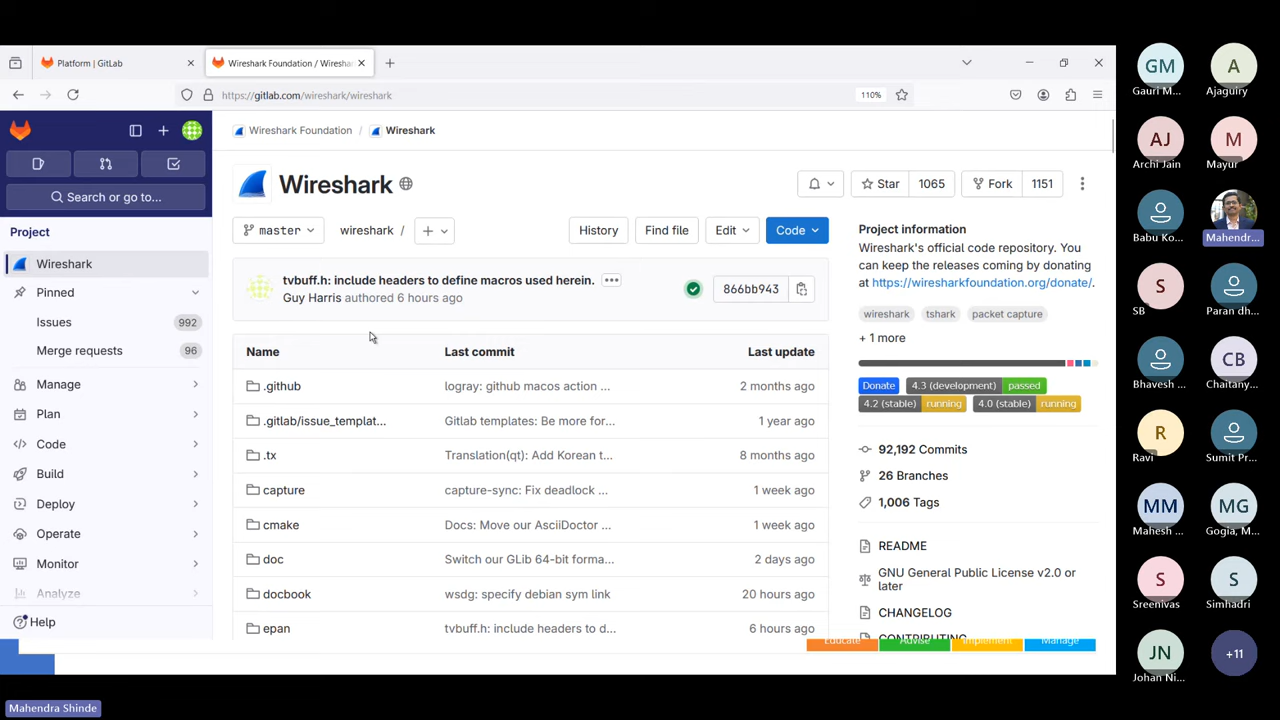 Platform | GitLab
Wireshark Foundation / Wiresha
https://gitlab.com/wireshark/wireshark
110%
Wireshark Foundation / Wireshark
Search or go to...
Project
Wireshark
Pinned
Issues 992
Merge requests 96
Manage
Plan
Code
Build
Deploy
Operate
Monitor
Analyze
Help
Wireshark
Star 1065
Fork 1151
master
wireshark /
History
Find file
Edit
Code
tvbuff.h: include headers to define macros used herein.
Guy Harris authored 6 hours ago
866bb943
Name Last commit Last update
.github logray: github macos action ... 2 months ago
.gitlab/issue_templat... Gitlab templates: Be more for... 1 year ago
.tx Translation(qt): Add Korean t... 8 months ago
capture capture-sync: Fix deadlock ... 1 week ago
cmake Docs: Move our AsciiDoctor ... 1 week ago
doc Switch our GLib 64-bit forma... 2 days ago
docbook wsdg: specify debian sym link 20 hours ago
epan tvbuff.h: include headers to d... 6 hours ago
Project information
Wireshark's official code repository. You
can keep the releases coming by donating
at https://wiresharkfoundation.org/donate/.
wireshark tshark packet capture
+ 1 more
Donate 4.3 (development) passed
4.2 (stable) running 4.0 (stable) running
92,192 Commits
26 Branches
1,006 Tags
README
GNU General Public License v2.0 or
later
CHANGELOG
CONTRIBUTING
Educate Advise Implement Manage
GM A
Gauri M... Ajaguiry
AJ M
Archi Jain Mayur
Babu Ko... Mahendr...
S
SB Paran dh...
CB
Bhavesh ... Chaitany...
R
Ravi Sumit Pr...
MM MG
Mahesh ... Gogia, M...
S S
Sreenivas Simhadri
JN +11
Johan Ni...
Mahendra Shinde